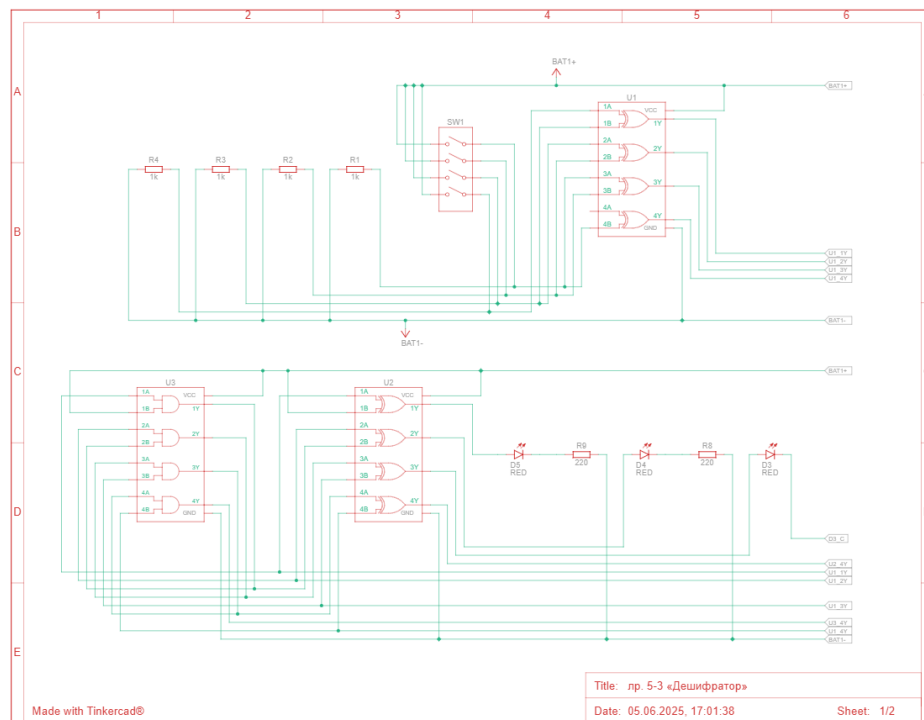 1 2 3 4 5 6
A
BAT1+
BAT1+
U1
1A VCC
1Y
1B
SW1
2A
2Y
2B
R4 R3 R2 R1
1k 1k 1k 1k
3A
3Y
3B
4A
4Y
4B GND
B
U1_1Y
U1_2Y
U1_3Y
U1_4Y
BAT1-
BAT1-
C
BAT1+
U3 U2
1A VCC 1A VCC
1Y 1Y
1B 1B
2A 2A
2Y 2Y
2B 2B
R9 R8
D5 220 D4 220 D3
RED RED RED
3A 3A
3Y 3Y
3B 3B
4A 4A
4Y 4Y
4B GND 4B GND
D
D3_C
U2_4Y
U1_1Y
U1_2Y
U1_3Y
U3_4Y
U1_4Y
BAT1-
E
Title: лр. 5-3 «Дешифратор»
Made with Tinkercad®
Date: 05.06.2025, 17:01:38 Sheet: 1/2